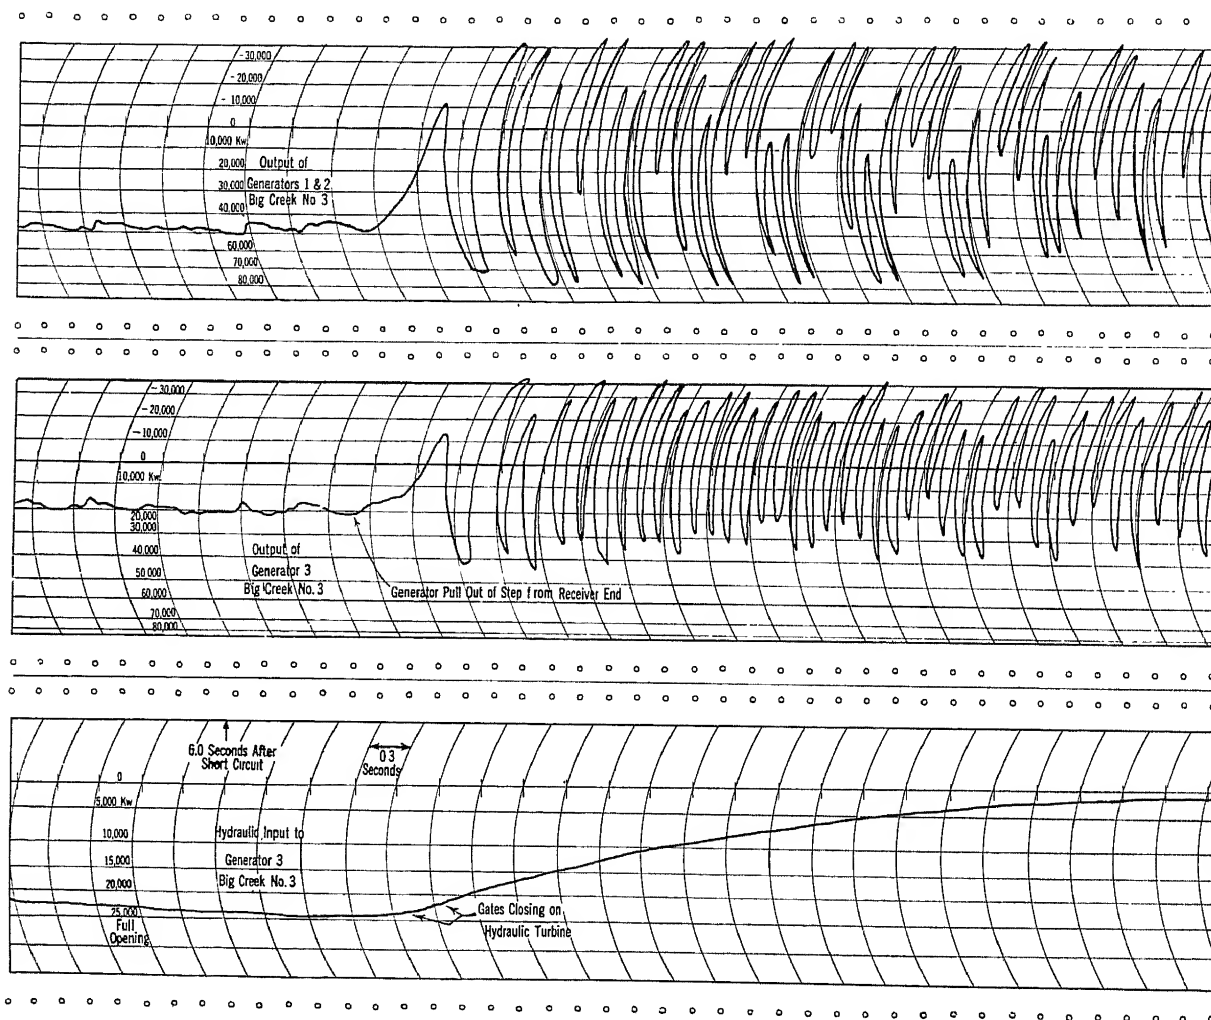 -30,000
-20,000
-10,000
0
10,000 Kw.
20,000
30,000
40,000
60,000
70,000
80,000
Output of
Generators 1 & 2
Big Creek No. 3
-30,000
-20,000
-10,000
0
10,000 Kw.
20,000
30,000
40,000
50,000
60,000
70,000
80,000
Output of
Generator 3
Big Creek No. 3
Generator Pull Out of Step from Receiver End
6.0 Seconds After
Short Circuit
0.3
Seconds
0
5,000 Kw
10,000
15,000
20,000
25,000
Full
Opening
Hydraulic Input to
Generator 3
Big Creek No. 3
Gates Closing on
Hydraulic Turbine